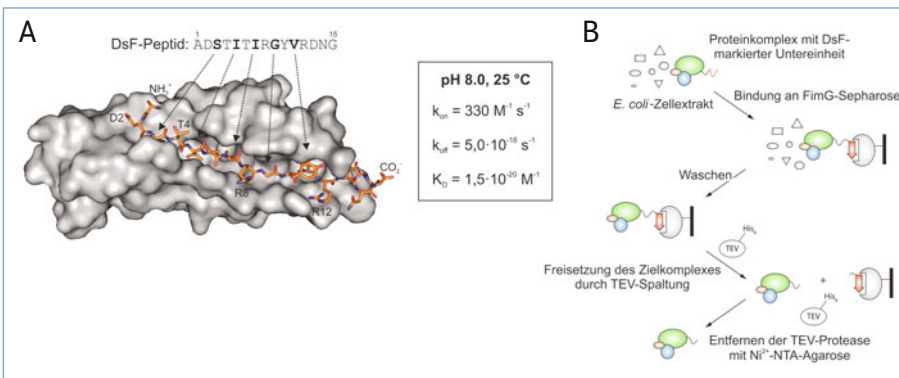 A
DsF-Peptid: ¹ADSTITIRGYVRDNG¹⁵
NH₃⁺
D2
T4
R8
R12
CO₂⁻
pH 8.0, 25 °C
kon = 330 M⁻¹ s⁻¹
koff = 5,0·10⁻¹⁸ s⁻¹
KD = 1,5·10⁻²⁰ M⁻¹
B
Proteinkomplex mit DsF-
markierter Untereinheit
E. coli-Zellextrakt
Bindung an FimG-Sepharose
Waschen
His₆
TEV
Freisetzung des Zielkomplexes
durch TEV-Spaltung
+
His₆
TEV
Entfernen der TEV-Protease
mit Ni²⁺-NTA-Agarose